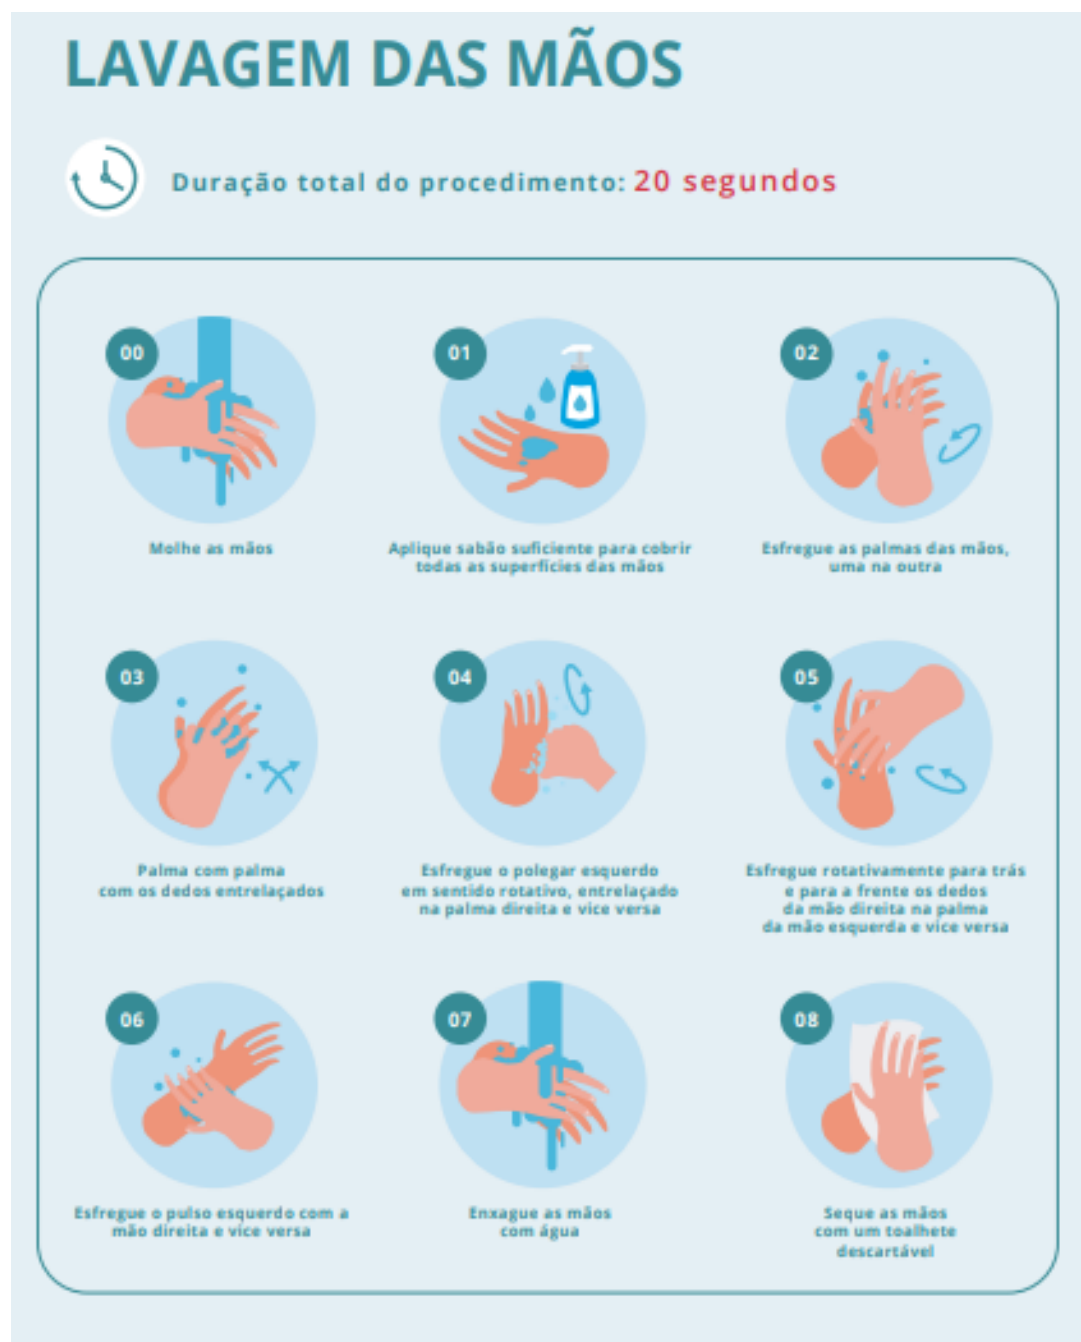 LAVAGEM DAS MÃOS
Duração total do procedimento: 20 segundos
00
Molhe as mãos
01
Aplique sabão suficiente para cobrir
todas as superfícies das mãos
02
Esfregue as palmas das mãos,
uma na outra
03
Palma com palma
com os dedos entrelaçados
04
Esfregue o polegar esquerdo
em sentido rotativo, entrelaçado
na palma direita e vice versa
05
Esfregue rotativamente para trás
e para a frente os dedos
da mão direita na palma
da mão esquerda e vice versa
06
Esfregue o pulso esquerdo com a
mão direita e vice versa
07
Enxague as mãos
com água
08
Seque as mãos
com um toalhete
descartável